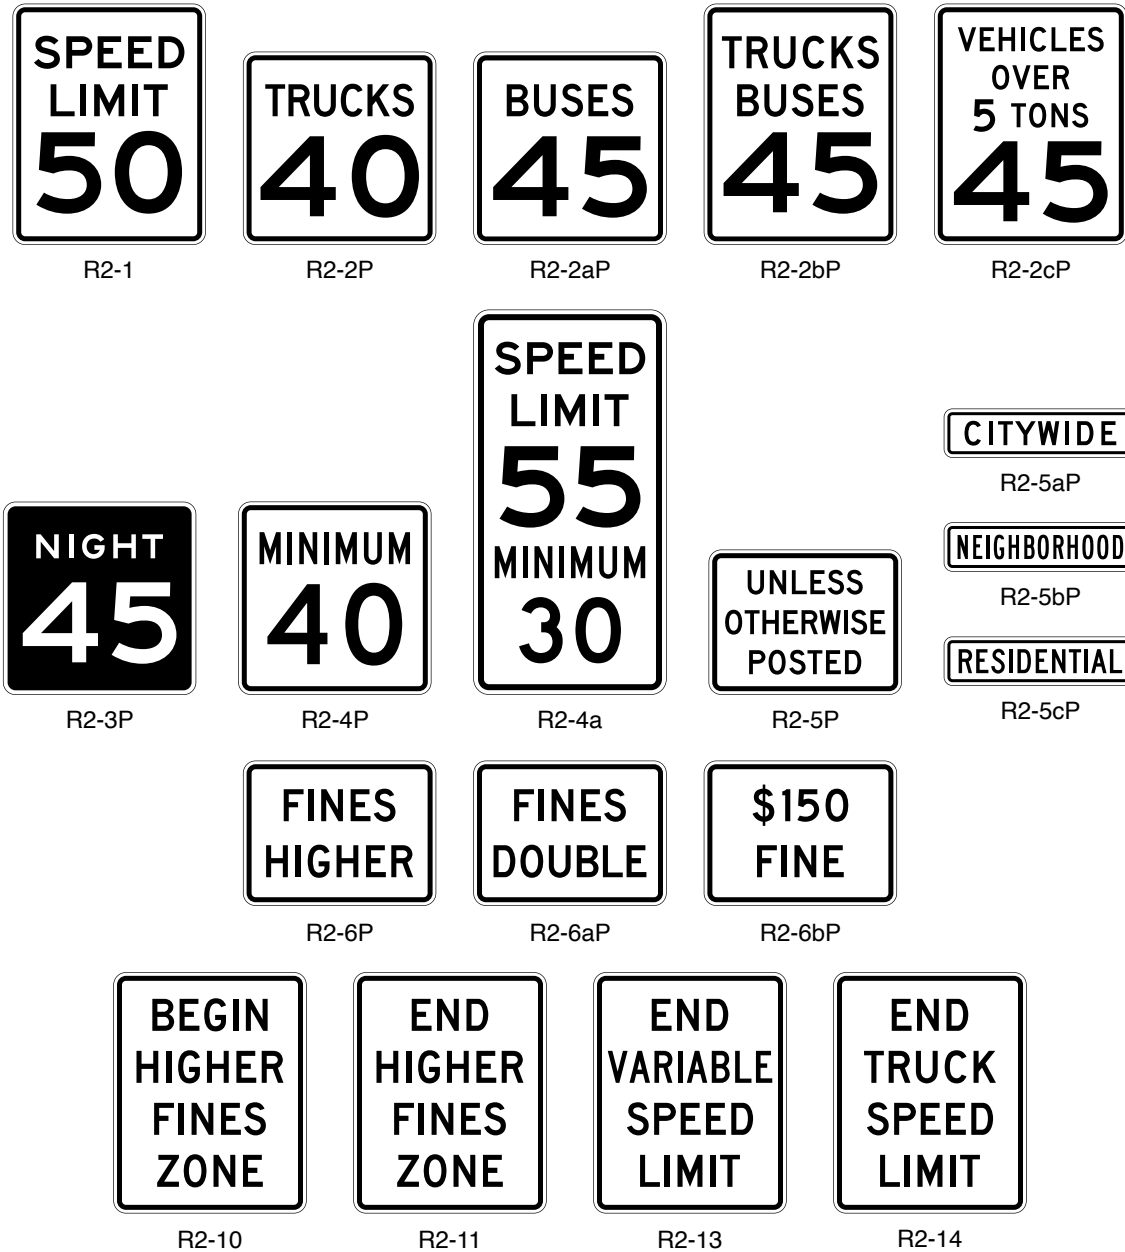 SPEED
LIMIT
50
R2-1
TRUCKS
40
R2-2P
BUSES
45
R2-2aP
TRUCKS
BUSES
45
R2-2bP
VEHICLES
OVER
5 TONS
45
R2-2cP
NIGHT
45
R2-3P
MINIMUM
40
R2-4P
SPEED
LIMIT
55
MINIMUM
30
R2-4a
UNLESS
OTHERWISE
POSTED
R2-5P
CITYWIDE
R2-5aP
NEIGHBORHOOD
R2-5bP
RESIDENTIAL
R2-5cP
FINES
HIGHER
R2-6P
FINES
DOUBLE
R2-6aP
$150
FINE
R2-6bP
BEGIN
HIGHER
FINES
ZONE
R2-10
END
HIGHER
FINES
ZONE
R2-11
END
VARIABLE
SPEED
LIMIT
R2-13
END
TRUCK
SPEED
LIMIT
R2-14